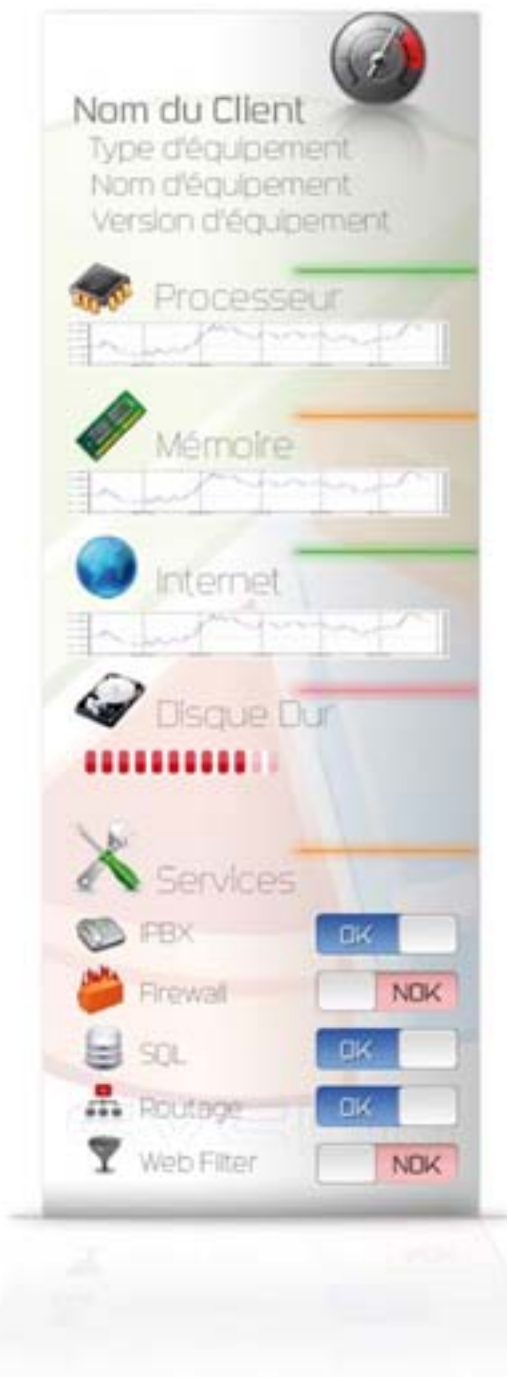 Nom du Client
Type d'équipement
Nom d'équipement
Version d'équipement
Processeur
Mémoire
Internet
Disque Dur
Services
IPBX OK
Firewall NOK
SQL OK
Routage OK
Web Filter NOK